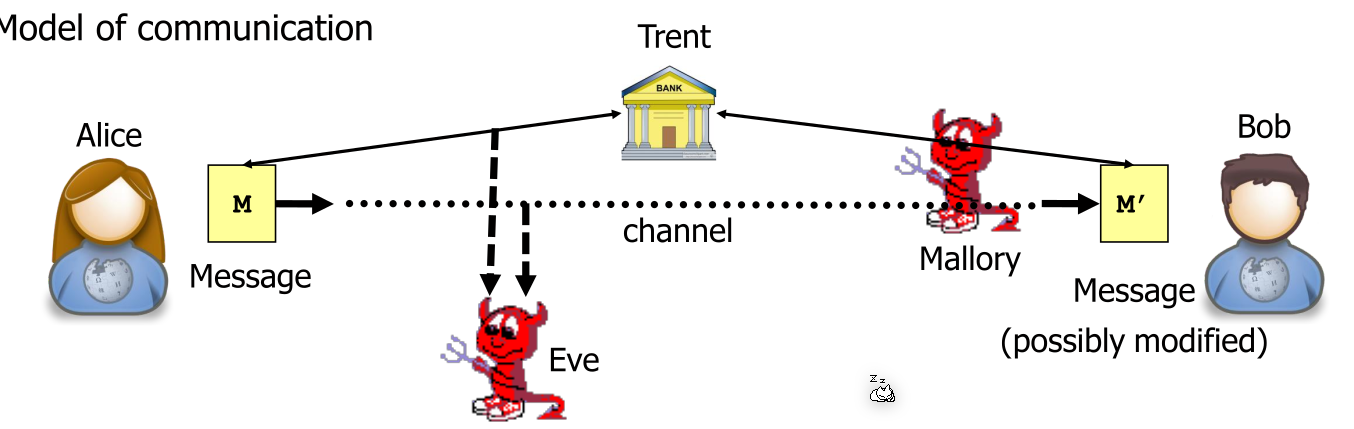 Model of communication
Trent
BANK
Alice
Bob
M
M’
channel
Mallory
Message
Message
(possibly modified)
Eve
z z